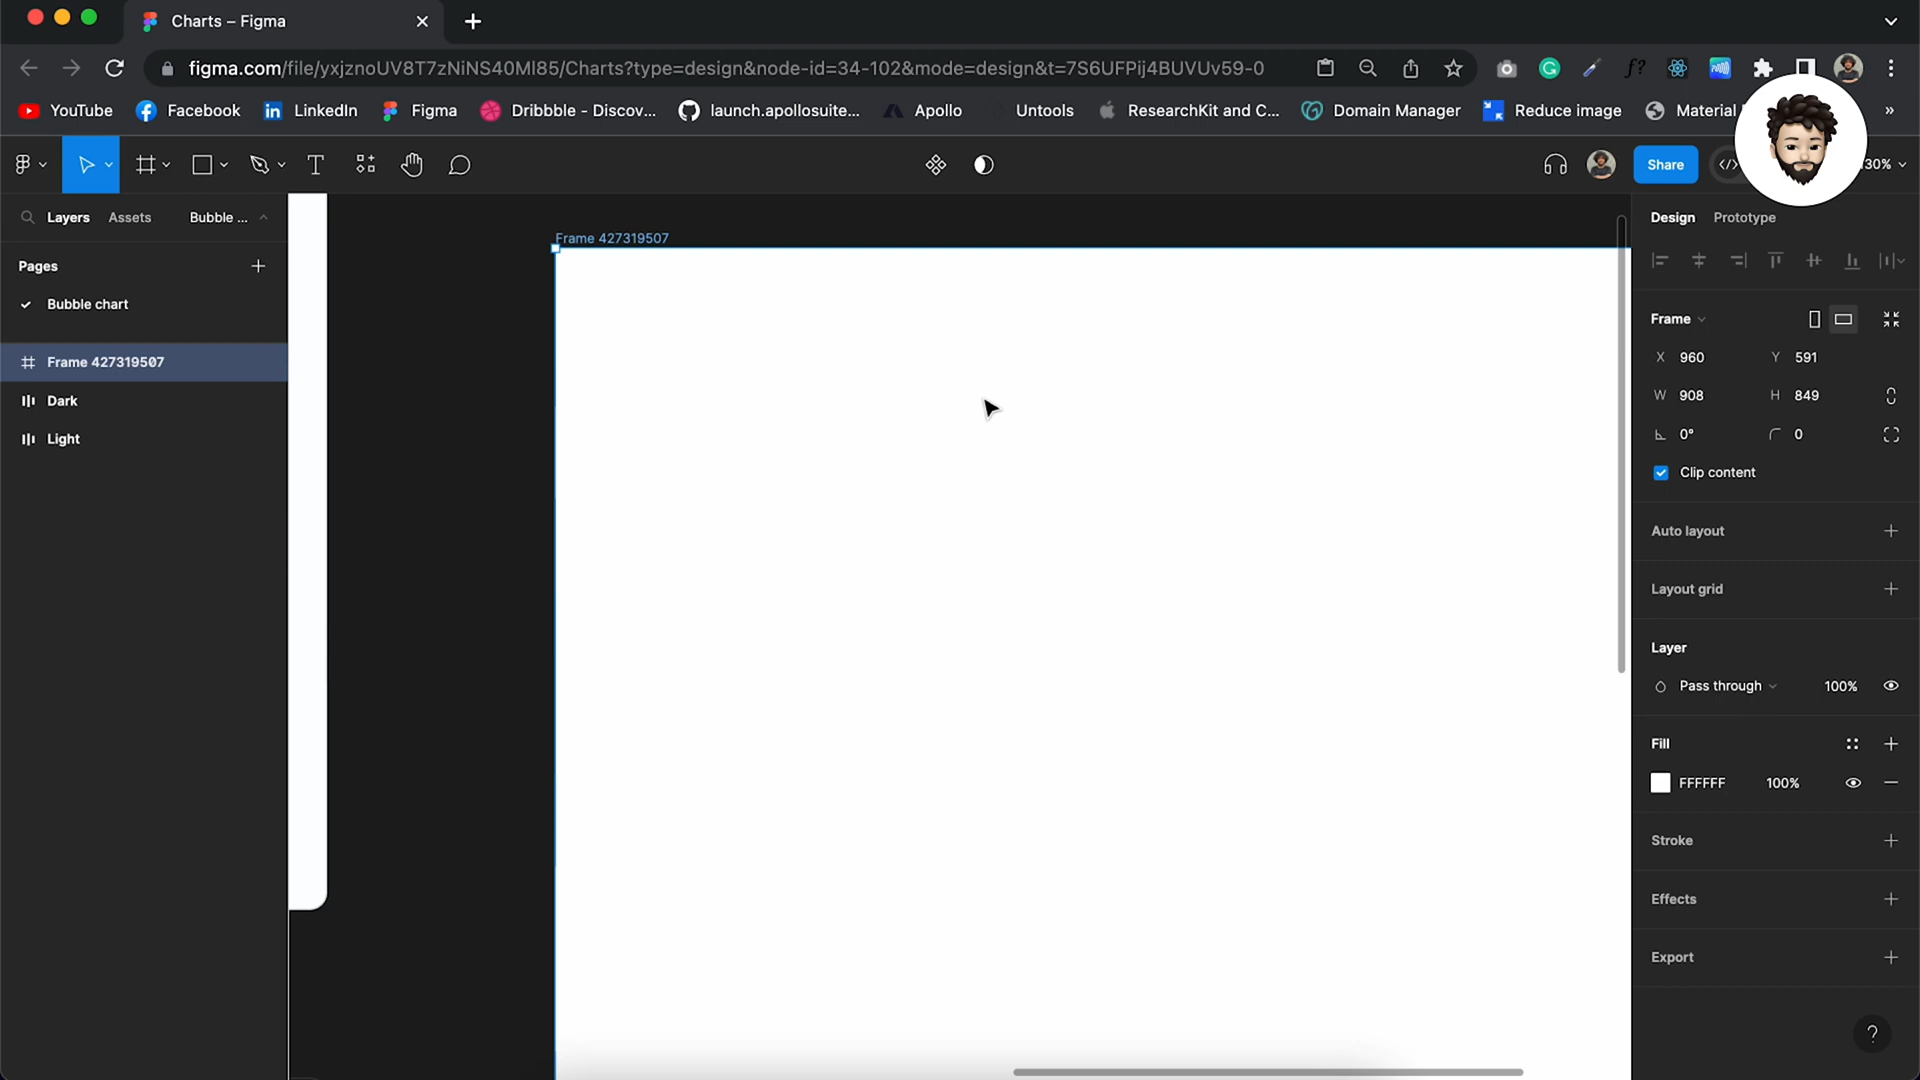 Charts – Figma
figma.com/file/yxjznoUV8T7zNiNS40Ml85/Charts?type=design&node-id=34-102&mode=design&t=7S6UFPij4BUVUv59-0
f?
YouTube
Facebook
LinkedIn
Figma
Dribbble - Discov...
launch.apollosuite...
Apollo
Untools
ResearchKit and C...
Domain Manager
Reduce image
Material
»
Share
30%
Layers
Assets
Bubble ...
Design
Prototype
Frame 427319507
Pages
Bubble chart
Frame
X 960
Y 591
Frame 427319507
W 908
H 849
Dark
0°
0
Light
Clip content
Auto layout
Layout grid
Layer
Pass through
100%
Fill
FFFFFF
100%
Stroke
Effects
Export
?